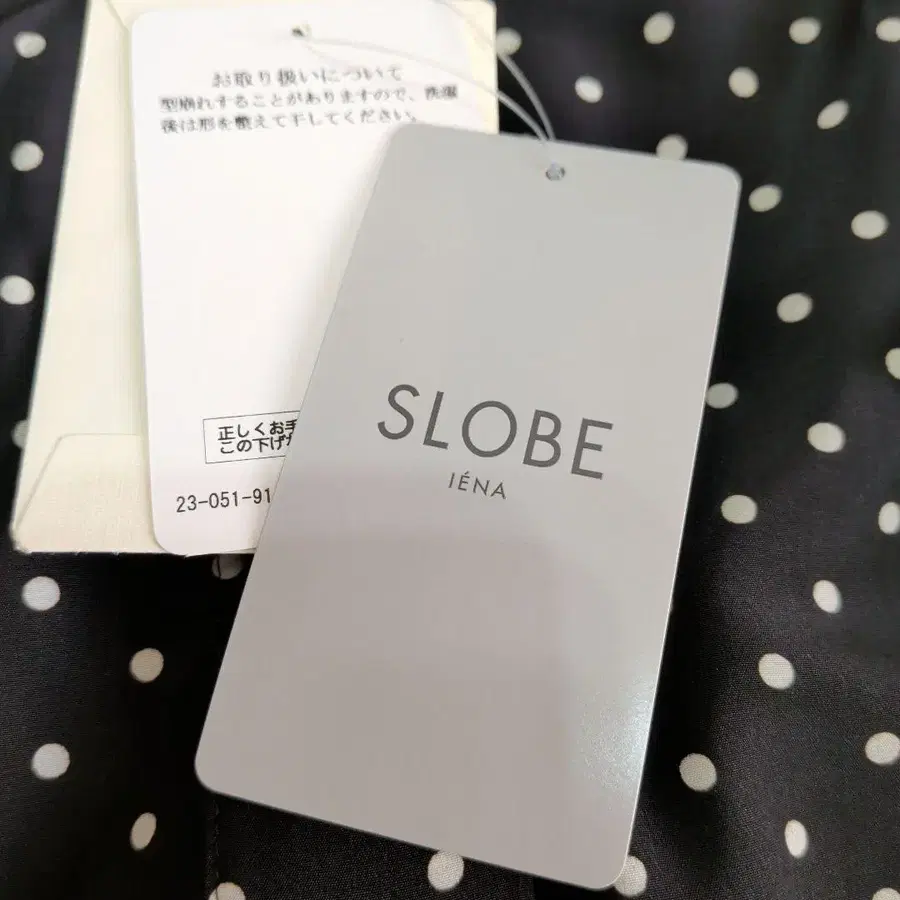 お取り扱いについて
型崩れすることがありますので、洗濯
後は形を整えて干してください。
正しくお手
この下げ
23-051-91
SLOBE
IÉNA